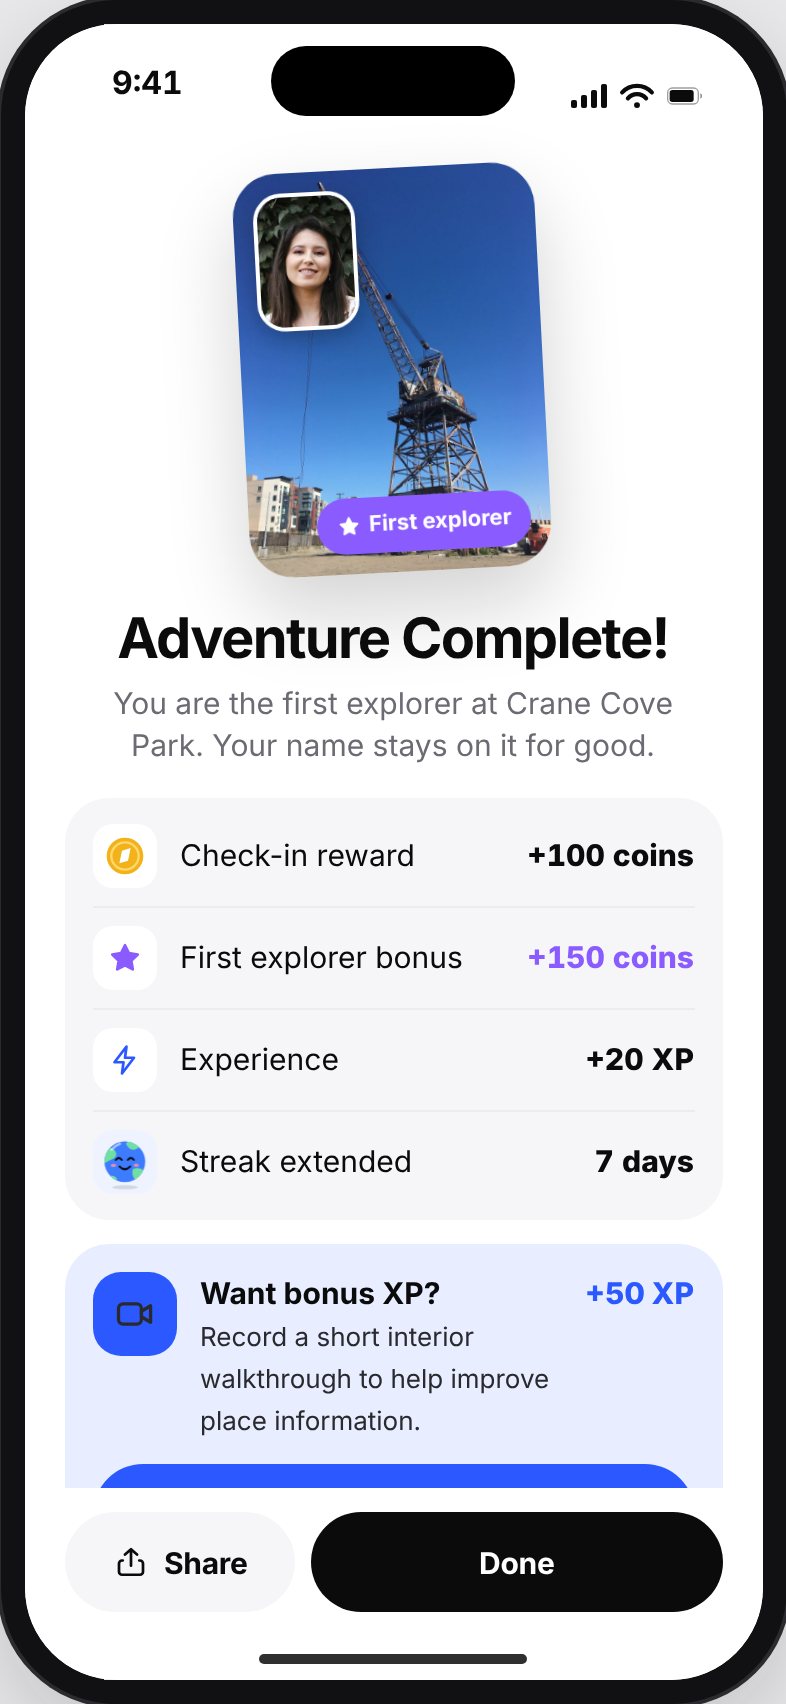 9:41
First explorer
Adventure Complete!
You are the first explorer at Crane Cove
Park. Your name stays on it for good.
Check-in reward +100 coins
First explorer bonus +150 coins
Experience +20 XP
Streak extended 7 days
Want bonus XP? +50 XP
Record a short interior
walkthrough to help improve
place information.
Share Done